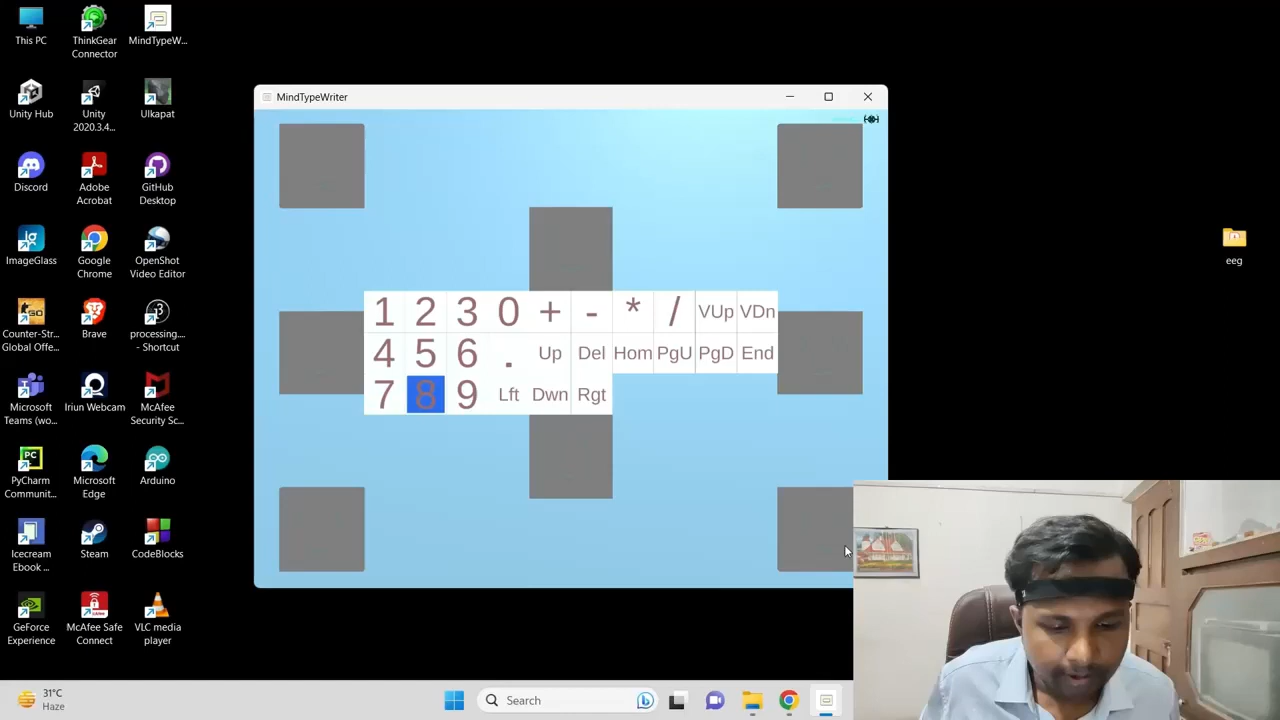 This PC
ThinkGear
Connector
MindTypeW...
Unity Hub
Unity
2020.3.4...
Ulkapat
Discord
Adobe
Acrobat
GitHub
Desktop
ImageGlass
Google
Chrome
OpenShot
Video Editor
Counter-Str...
Global Offe...
Brave
processing....
- Shortcut
Microsoft
Teams (wo...
Iriun Webcam
McAfee
Security Sc...
PyCharm
Communit...
Microsoft
Edge
Arduino
Icecream
Ebook ...
Steam
CodeBlocks
GeForce
Experience
McAfee Safe
Connect
VLC media
player
MindTypeWriter
1 2 3 0 + - * / VUp VDn
4 5 6 . Up Del Hom PgU PgD End
7 8 9 Lft Dwn Rgt
eeg
31°C
Haze
Search